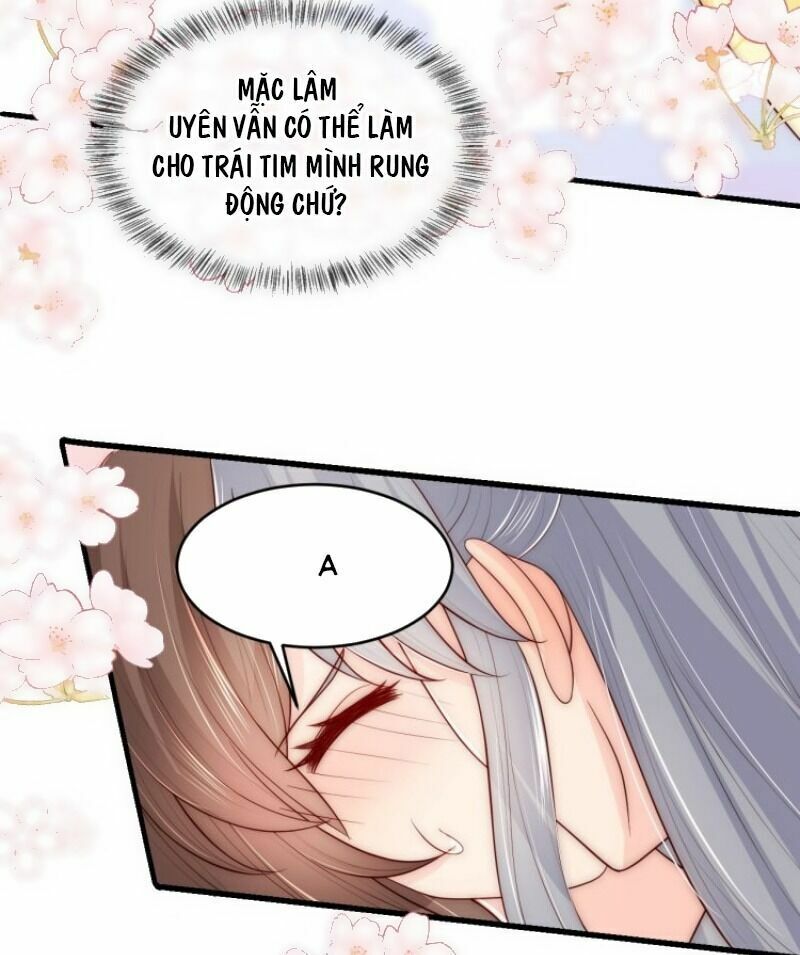 MẶC LÂM
UYÊN VẪN CÓ THỂ LÀM
CHO TRÁI TIM MÌNH RUNG
ĐỘNG CHỨ?
A